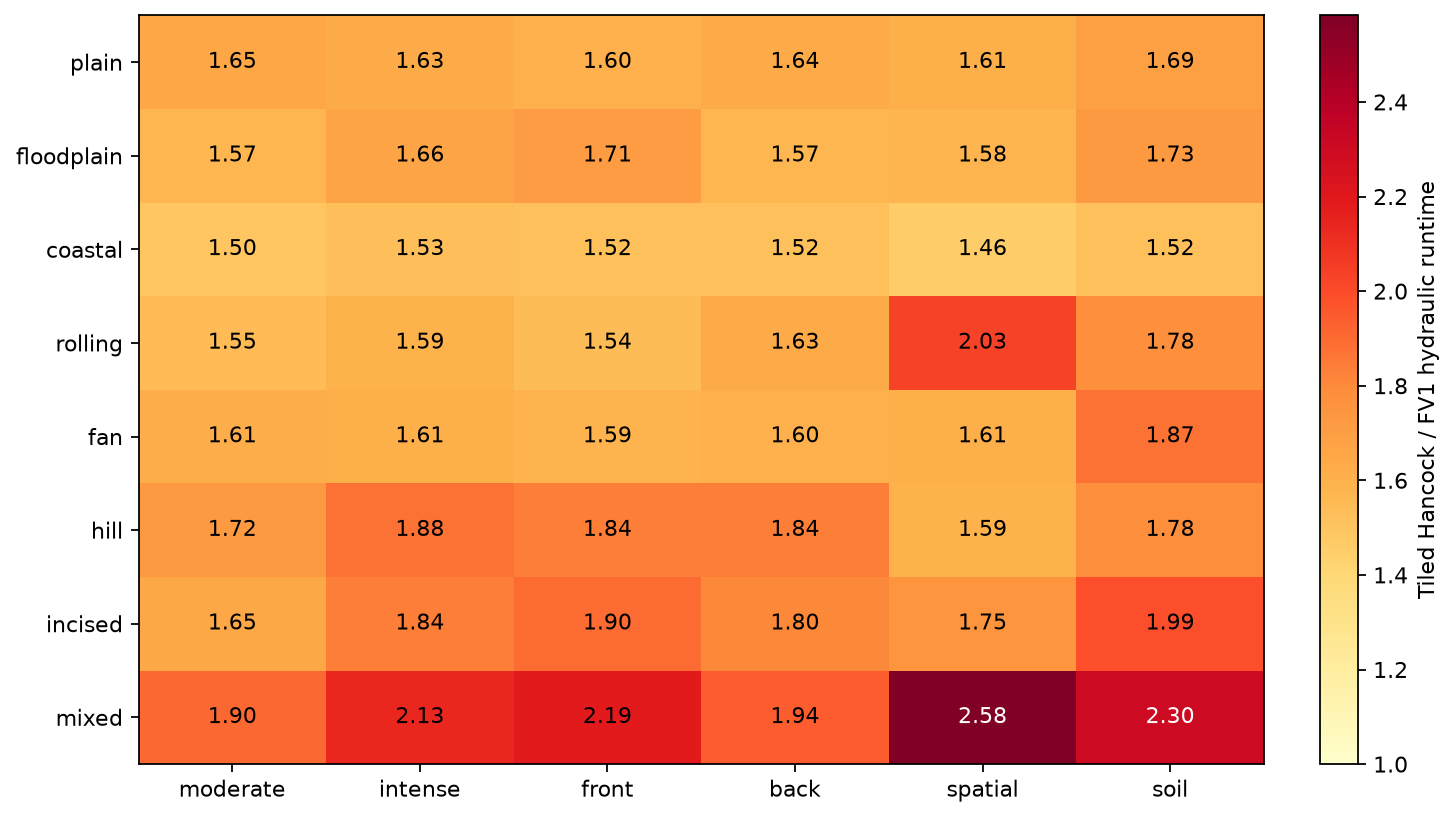 plain 1.65 1.63 1.60 1.64 1.61 1.69
floodplain 1.57 1.66 1.71 1.57 1.58 1.73
coastal 1.50 1.53 1.52 1.52 1.46 1.52
rolling 1.55 1.59 1.54 1.63 2.03 1.78
fan 1.61 1.61 1.59 1.60 1.61 1.87
hill 1.72 1.88 1.84 1.84 1.59 1.78
incised 1.65 1.84 1.90 1.80 1.75 1.99
mixed 1.90 2.13 2.19 1.94 2.58 2.30
moderate intense front back spatial soil
2.4
2.2
2.0
1.8
1.6
1.4
1.2
1.0
Tiled Hancock / FV1 hydraulic runtime